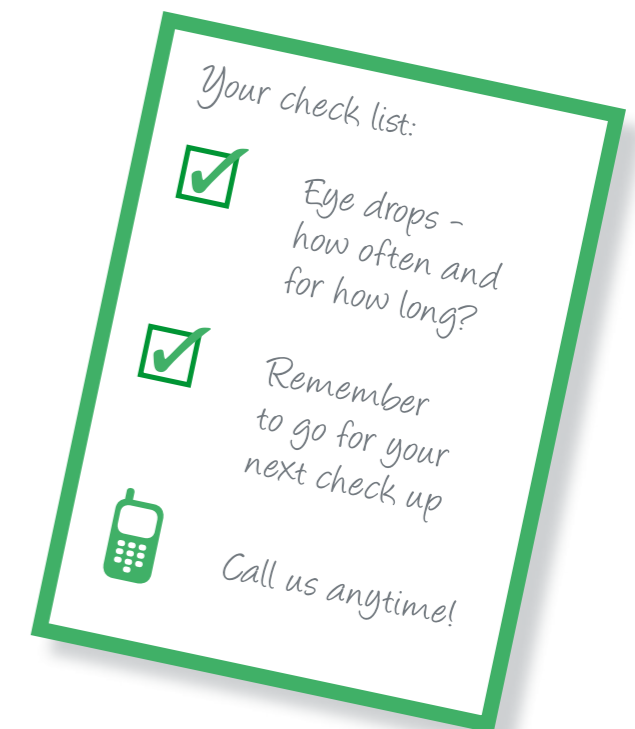 Your check list:
Eye drops -
how often and
for how long?
Remember
to go for your
next check up
Call us anytime!